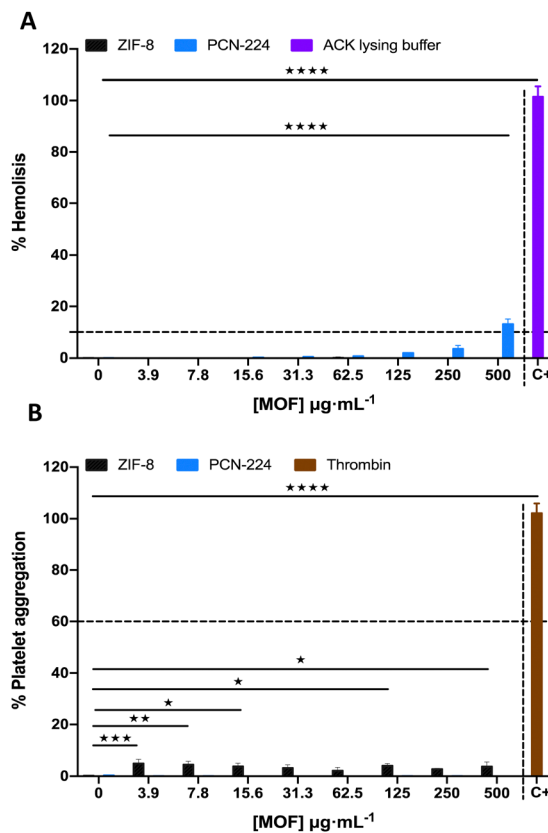 A
ZIF-8 PCN-224 ACK lysing buffer
★★★★
★★★★
% Hemolisis
120
100
80
60
40
20
10
0
0 3.9 7.8 15.6 31.3 62.5 125 250 500 C+
[MOF] µg·mL⁻¹
B
ZIF-8 PCN-224 Thrombin
★★★★
★
★
★
★★
★★★
% Platelet aggregation
120
100
80
60
40
20
0
0 3.9 7.8 15.6 31.3 62.5 125 250 500 C+
[MOF] µg·mL⁻¹